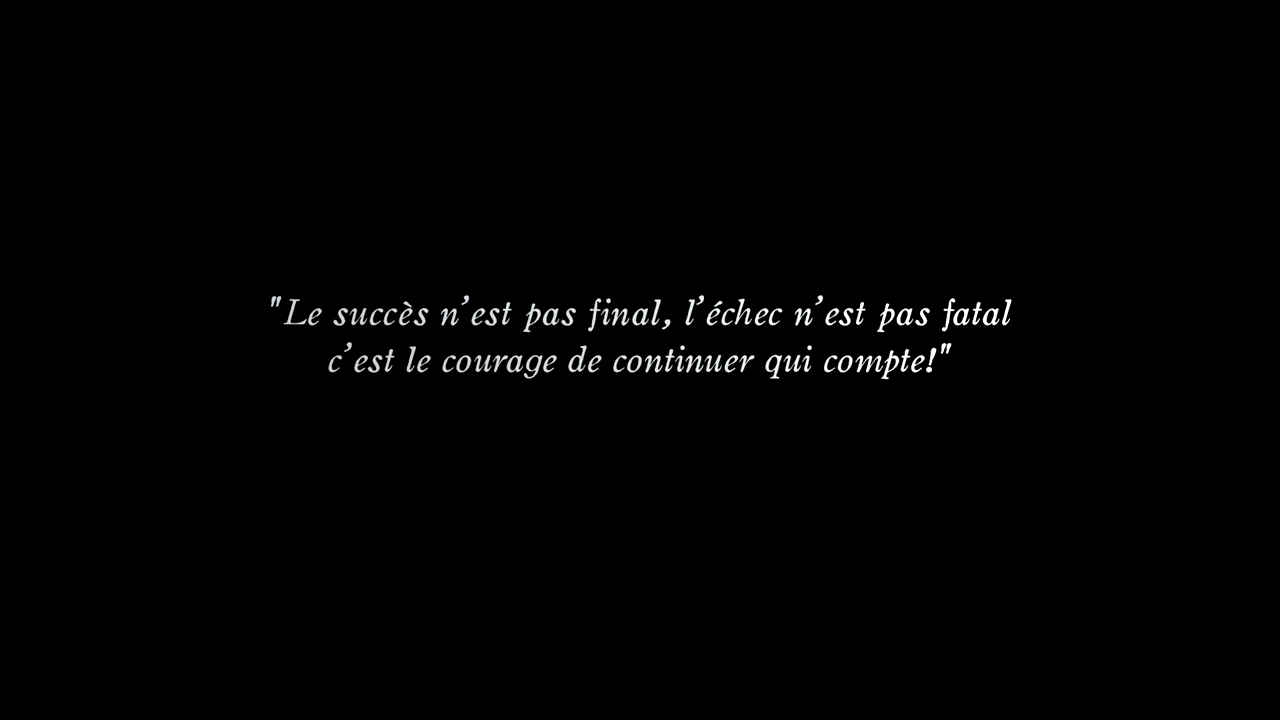 "Le succès n’est pas final, l’échec n’est pas fatal
c’est le courage de continuer qui compte!"